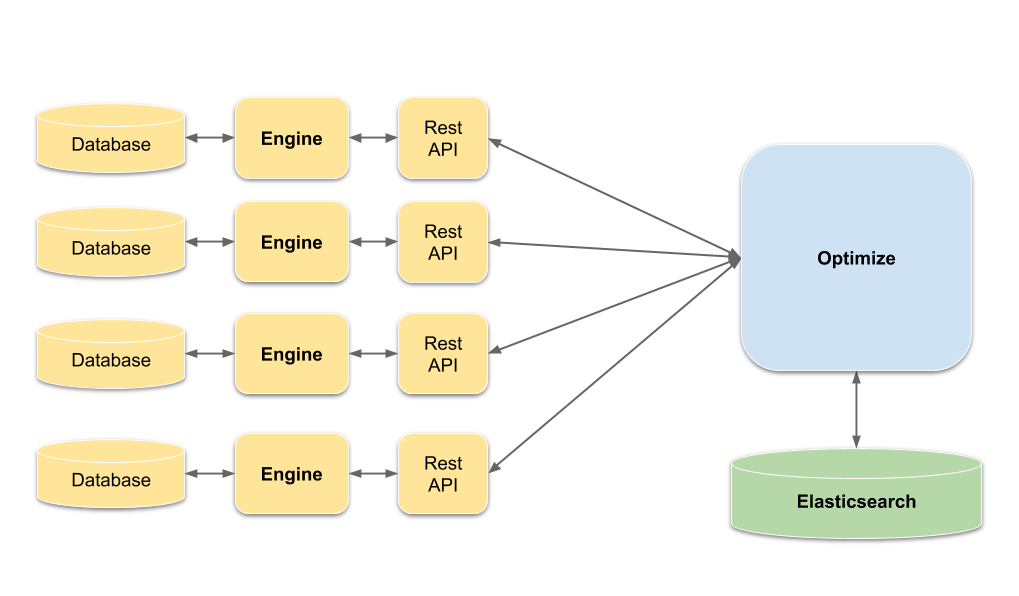 Database
Engine
Rest
API
Database
Engine
Rest
API
Optimize
Database
Engine
Rest
API
Database
Engine
Rest
API
Elasticsearch